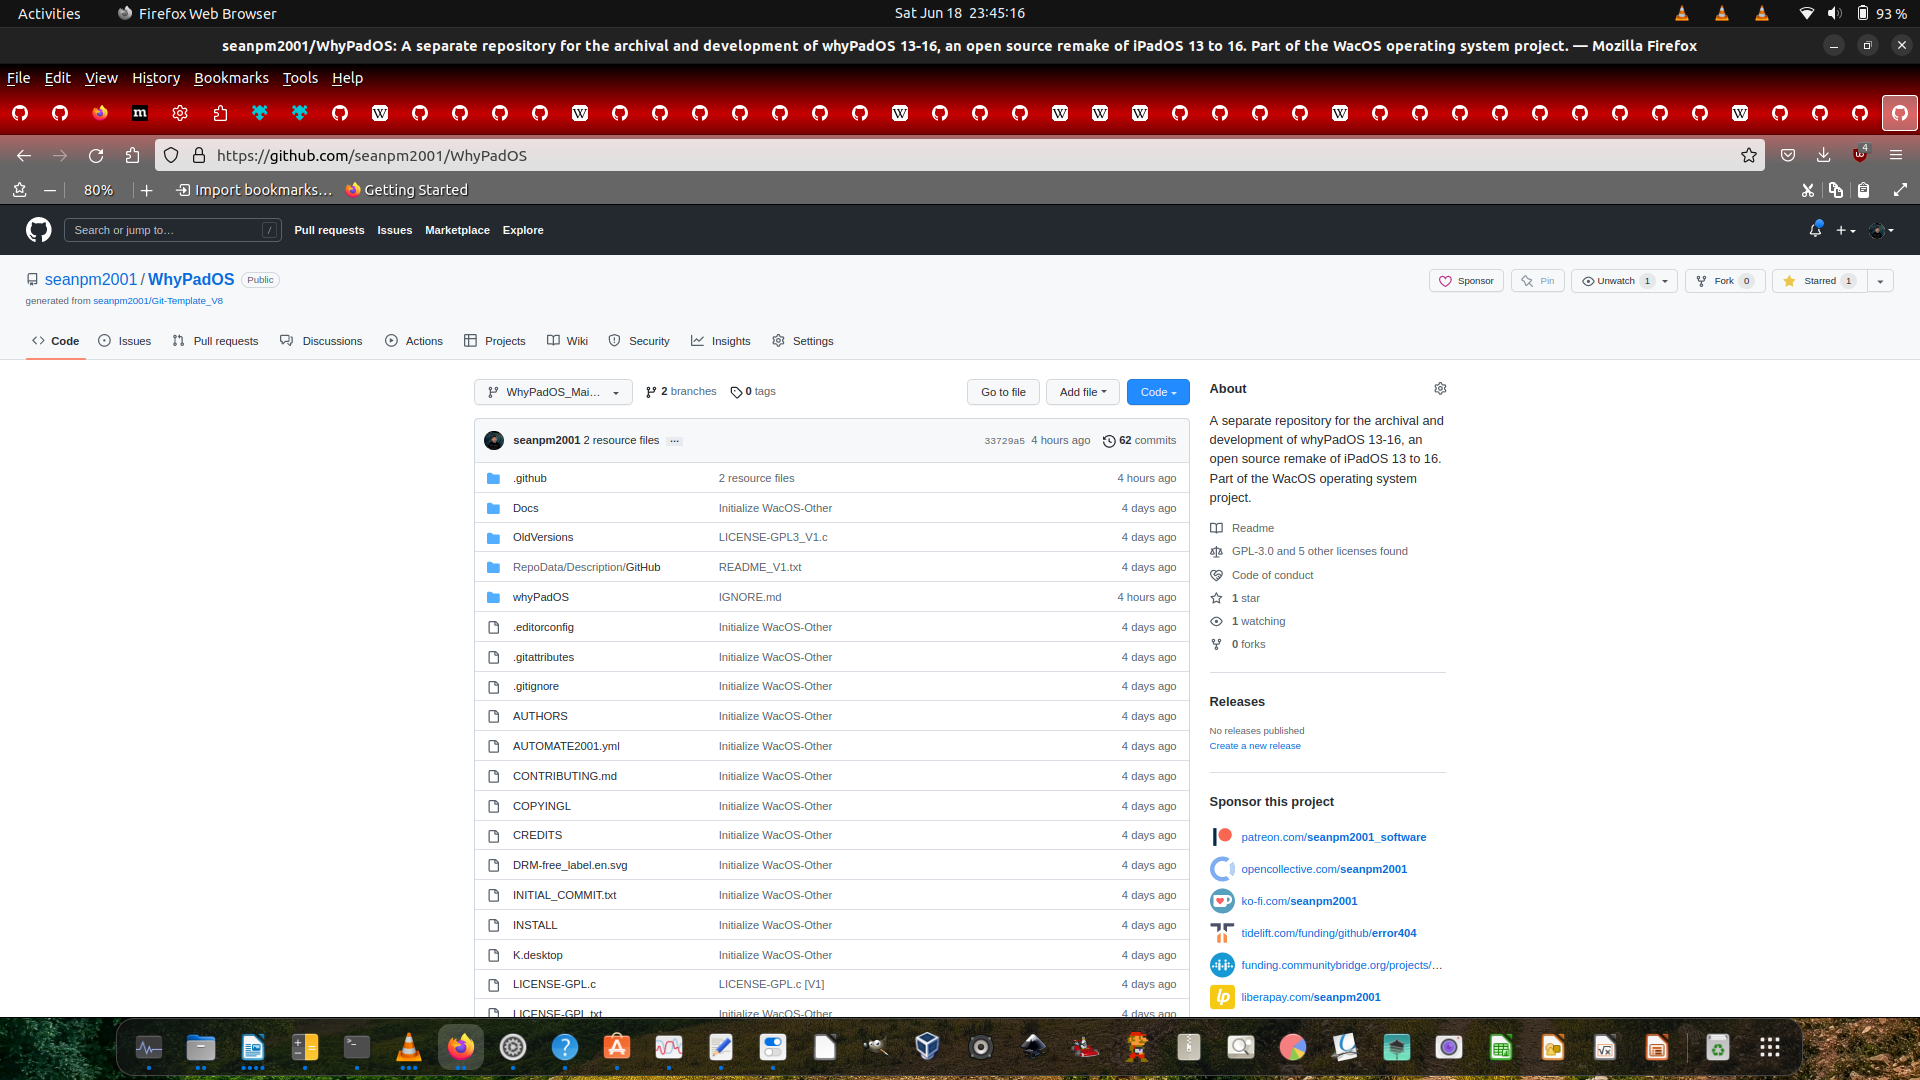 Activities
Firefox Web Browser
Sat Jun 18 23:45:16
93 %
seanpm2001/WhyPadOS: A separate repository for the archival and development of whyPadOS 13-16, an open source remake of iPadOS 13 to 16. Part of the WacOS operating system project. — Mozilla Firefox
File Edit View History Bookmarks Tools Help
https://github.com/seanpm2001/WhyPadOS
4
80%
Import bookmarks…
Getting Started
Search or jump to…
/
Pull requests Issues Marketplace Explore
seanpm2001 / WhyPadOS
Public
Sponsor
Pin
Unwatch 1
Fork 0
Starred 1
generated from seanpm2001/Git-Template_V8
Code
Issues
Pull requests
Discussions
Actions
Projects
Wiki
Security
Insights
Settings
WhyPadOS_Mai…
2 branches
0 tags
Go to file
Add file
Code
seanpm2001 2 resource files
33729a5 4 hours ago
62 commits
.github 2 resource files 4 hours ago
Docs Initialize WacOS-Other 4 days ago
OldVersions LICENSE-GPL3_V1.c 4 days ago
RepoData/Description/GitHub README_V1.txt 4 days ago
whyPadOS IGNORE.md 4 hours ago
.editorconfig Initialize WacOS-Other 4 days ago
.gitattributes Initialize WacOS-Other 4 days ago
.gitignore Initialize WacOS-Other 4 days ago
AUTHORS Initialize WacOS-Other 4 days ago
AUTOMATE2001.yml Initialize WacOS-Other 4 days ago
CONTRIBUTING.md Initialize WacOS-Other 4 days ago
COPYINGL Initialize WacOS-Other 4 days ago
CREDITS Initialize WacOS-Other 4 days ago
DRM-free_label.en.svg Initialize WacOS-Other 4 days ago
INITIAL_COMMIT.txt Initialize WacOS-Other 4 days ago
INSTALL Initialize WacOS-Other 4 days ago
K.desktop Initialize WacOS-Other 4 days ago
LICENSE-GPL.c LICENSE-GPL.c [V1] 4 days ago
LICENSE-GPL.txt Initialize WacOS-Other 4 days ago
About
A separate repository for the archival and
development of whyPadOS 13-16, an
open source remake of iPadOS 13 to 16.
Part of the WacOS operating system
project.
Readme
GPL-3.0 and 5 other licenses found
Code of conduct
1 star
1 watching
0 forks
Releases
No releases published
Create a new release
Sponsor this project
patreon.com/seanpm2001_software
opencollective.com/seanpm2001
ko-fi.com/seanpm2001
tidelift.com/funding/github/error404
funding.communitybridge.org/projects/…
liberapay.com/seanpm2001